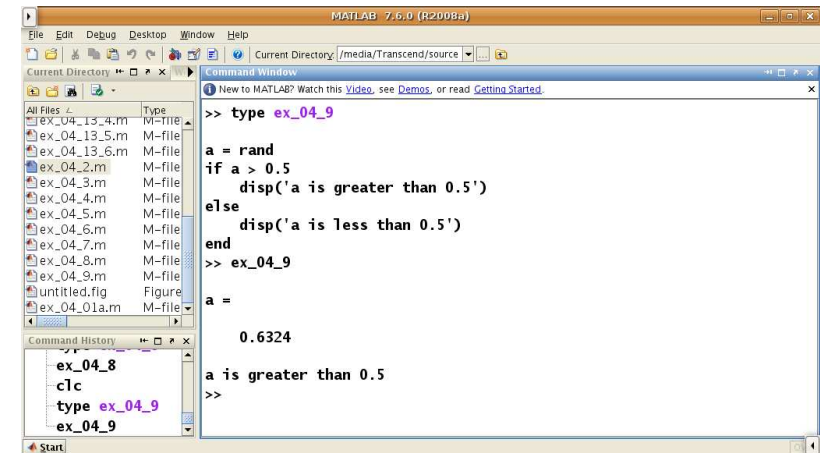 MATLAB 7.6.0 (R2008a)
File Edit Debug Desktop Window Help
Current Directory: /media/Transcend/source
Current Directory
Command Window
New to MATLAB? Watch this Video, see Demos, or read Getting Started.
All Files Type
ex_04_13_4.m M-file
ex_04_13_5.m M-file
ex_04_13_6.m M-file
ex_04_2.m M-file
ex_04_3.m M-file
ex_04_4.m M-file
ex_04_5.m M-file
ex_04_6.m M-file
ex_04_7.m M-file
ex_04_8.m M-file
ex_04_9.m M-file
untitled.fig Figure
ex_04_01a.m M-file
>> type ex_04_9
a = rand
if a > 0.5
disp('a is greater than 0.5')
else
disp('a is less than 0.5')
end
>> ex_04_9
a =
0.6324
a is greater than 0.5
>>
Command History
ex_04_8
clc
type ex_04_9
ex_04_9
Start